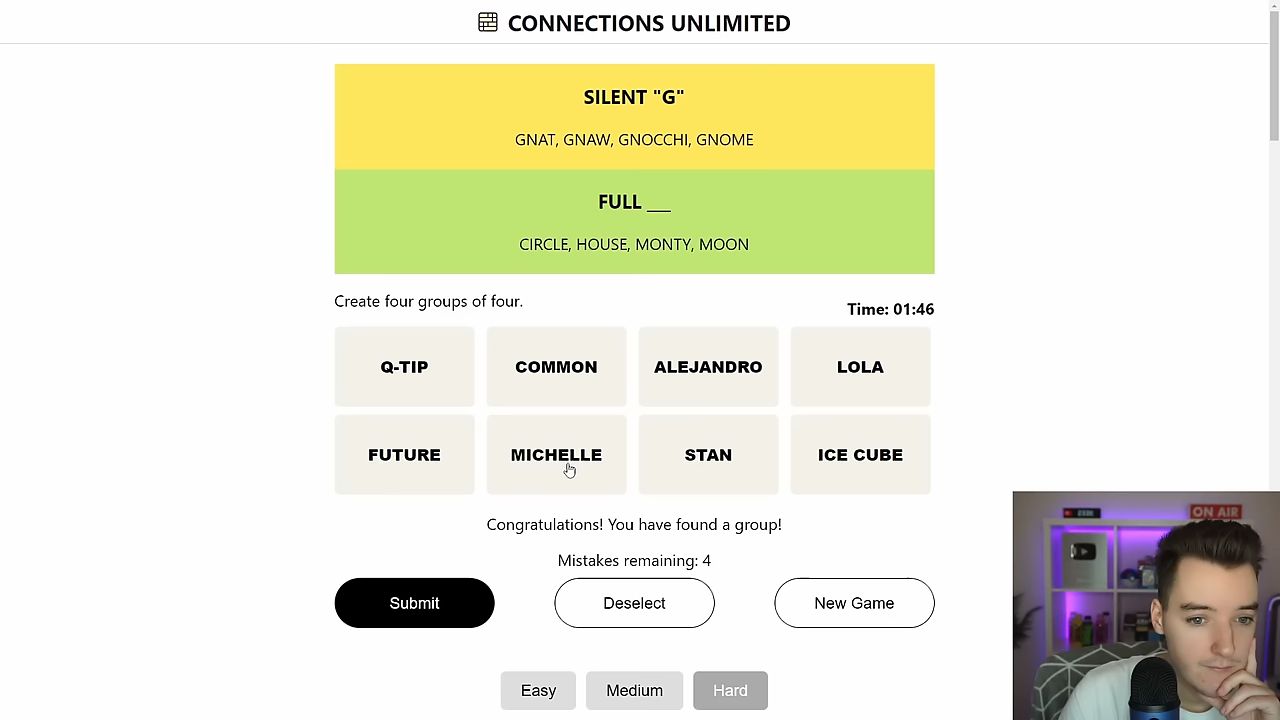 CONNECTIONS UNLIMITED
SILENT "G"
GNAT, GNAW, GNOCCHI, GNOME
FULL ___
CIRCLE, HOUSE, MONTY, MOON
Create four groups of four.
Time: 01:46
Q-TIP COMMON ALEJANDRO LOLA
FUTURE MICHELLE STAN ICE CUBE
Congratulations! You have found a group!
Mistakes remaining: 4
Submit Deselect New Game
Easy Medium Hard
ON AIR